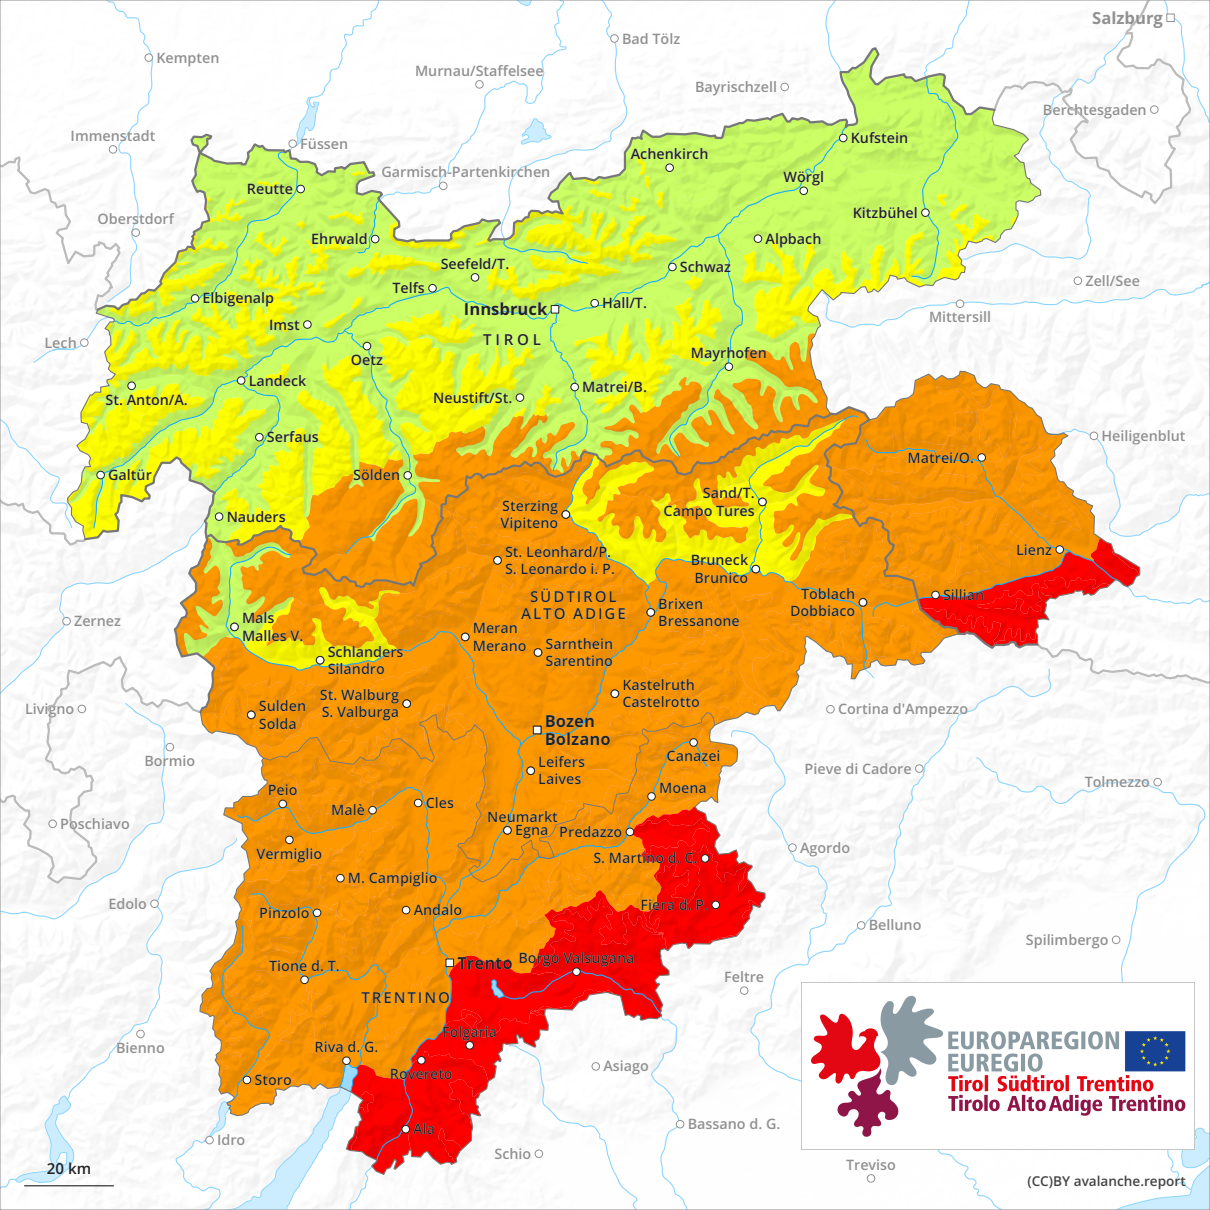 Salzburg
Bad Tölz
Kempten
Murnau/Staffelsee
Bayrischzell
Berchtesgaden
Immenstadt
Füssen
Kufstein
Achenkirch
Garmisch-Partenkirchen
Wörgl
Reutte
Oberstdorf
Kitzbühel
Ehrwald
Alpbach
Seefeld/T.
Schwaz
Zell/See
Telfs
Elbigenalp
Hall/T.
Innsbruck
Mittersill
Imst
TIROL
Lech
Oetz
Mayrhofen
Landeck
Matrei/B.
St. Anton/A.
Neustift/St.
Serfaus
Heiligenblut
Matrei/O.
Galtür
Sölden
Sand/T.
Campo Tures
Sterzing
Vipiteno
Nauders
St. Leonhard/P.
S. Leonardo i. P.
Bruneck
Brunico
Lienz
SÜDTIROL
ALTO ADIGE
Toblach
Dobbiaco
Sillian
Brixen
Bressanone
Zernez
Mals
Malles V.
Meran
Merano
Sarnthein
Sarentino
Schlanders
Silandro
Kastelruth
Castelrotto
St. Walburg
S. Valburga
Sulden
Solda
Livigno
Cortina d'Ampezzo
Bozen
Bolzano
Bormio
Canazei
Leifers
Laives
Pieve di Cadore
Tolmezzo
Peio
Moena
Malè
Cles
Neumarkt
Egna
Predazzo
Poschiavo
Vermiglio
Agordo
S. Martino d. C.
M. Campiglio
Edolo
Pinzolo
Andalo
Fiera d. P.
Belluno
Spilimbergo
Trento
Borgo Valsugana
Tione d. T.
Feltre
TRENTINO
Folgaria
Bienno
Riva d. G.
Rovereto
Asiago
Storo
EUROPAREGION
EUREGIO
Tirol Südtirol Trentino
Tirolo Alto Adige Trentino
Ala
Bassano d. G.
Idro
Schio
Treviso
20 km
(CC)BY avalanche.report